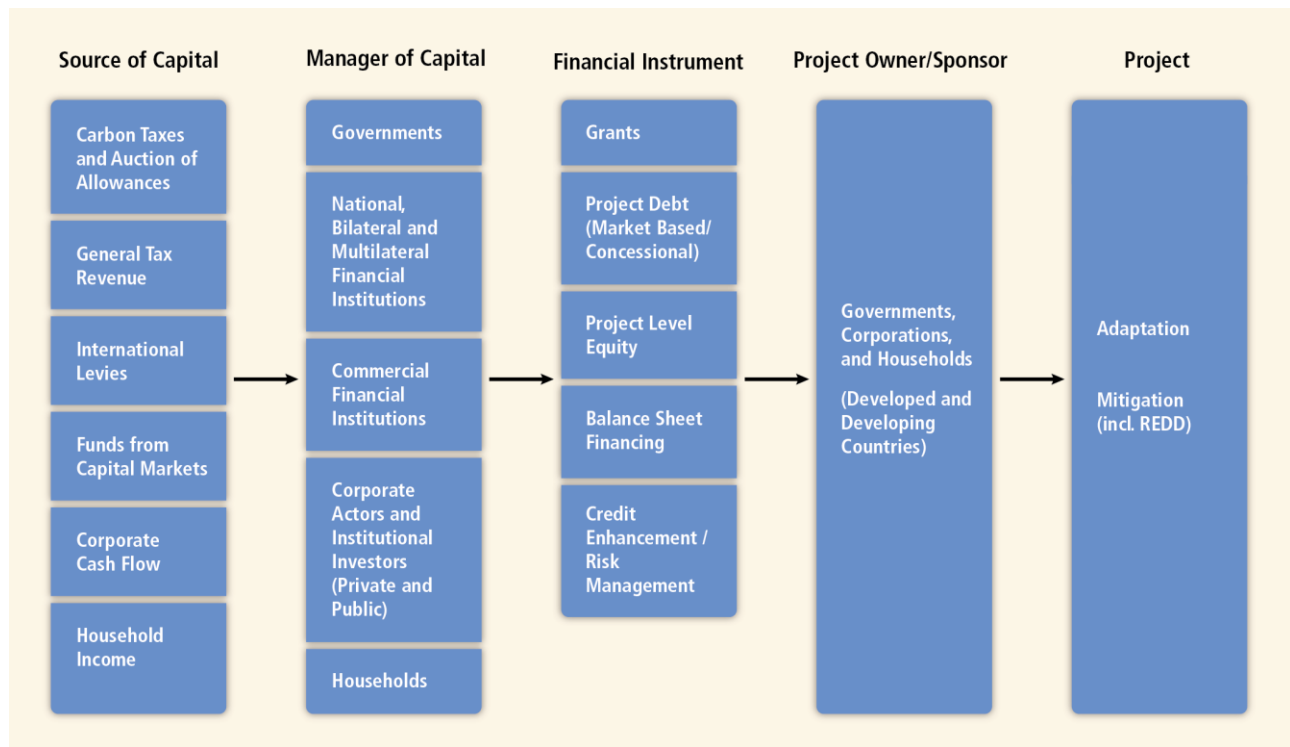 Source of Capital
Carbon Taxes
and Auction of
Allowances
General Tax
Revenue
International
Levies
Funds from
Capital Markets
Corporate
Cash Flow
Household
Income
Manager of Capital
Governments
National,
Bilateral and
Multilateral
Financial
Institutions
Commercial
Financial
Institutions
Corporate
Actors and
Institutional
Investors
(Private and
Public)
Households
Financial Instrument
Grants
Project Debt
(Market Based/
Concessional)
Project Level
Equity
Balance Sheet
Financing
Credit
Enhancement /
Risk
Management
Project Owner/Sponsor
Governments,
Corporations,
and Households
(Developed and
Developing
Countries)
Project
Adaptation
Mitigation
(incl. REDD)